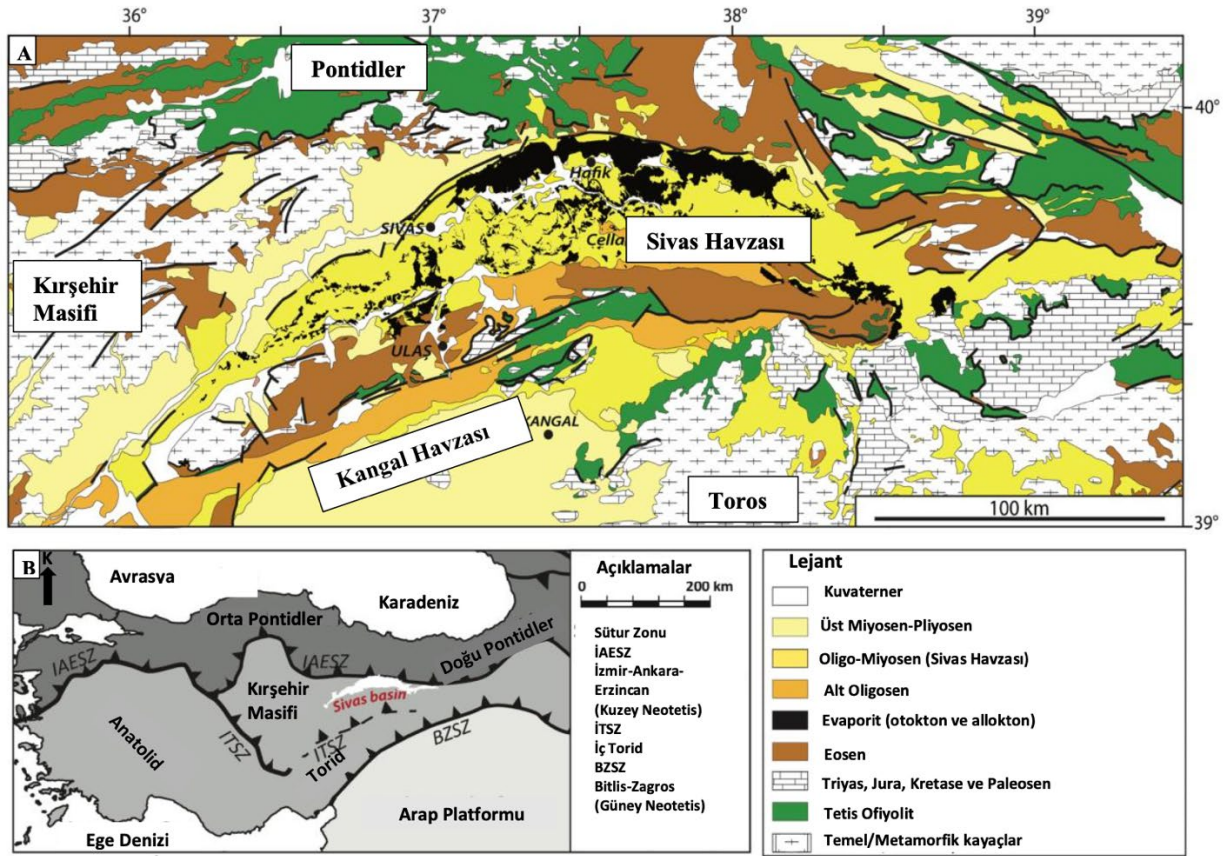 36°
37°
38°
39°
A
Pontidler
40°
Hafik
SIVAS
Sivas Havzası
Cella
Kırşehir
Masifi
ULAŞ
Kangal Havzası
KANGAL
Toros
100 km
39°
B
K
Avrasya
Karadeniz
Orta Pontidler
Doğu Pontidler
IAESZ
IAESZ
Kırşehir
Masifi
Sivas basin
Anatolid
ITSZ
ITSZ
Torid
BZSZ
Arap Platformu
Ege Denizi
Açıklamalar
0 200 km
Sütur Zonu
İAESZ
İzmir-Ankara-
Erzincan
(Kuzey Neotetis)
İTSZ
İç Torid
BZSZ
Bitlis-Zagros
(Güney Neotetis)
Lejant
Kuvaterner
Üst Miyosen-Pliyosen
Oligo-Miyosen (Sivas Havzası)
Alt Oligosen
Evaporit (otokton ve allokton)
Eosen
Triyas, Jura, Kretase ve Paleosen
Tetis Ofiyolit
Temel/Metamorfik kayaçlar